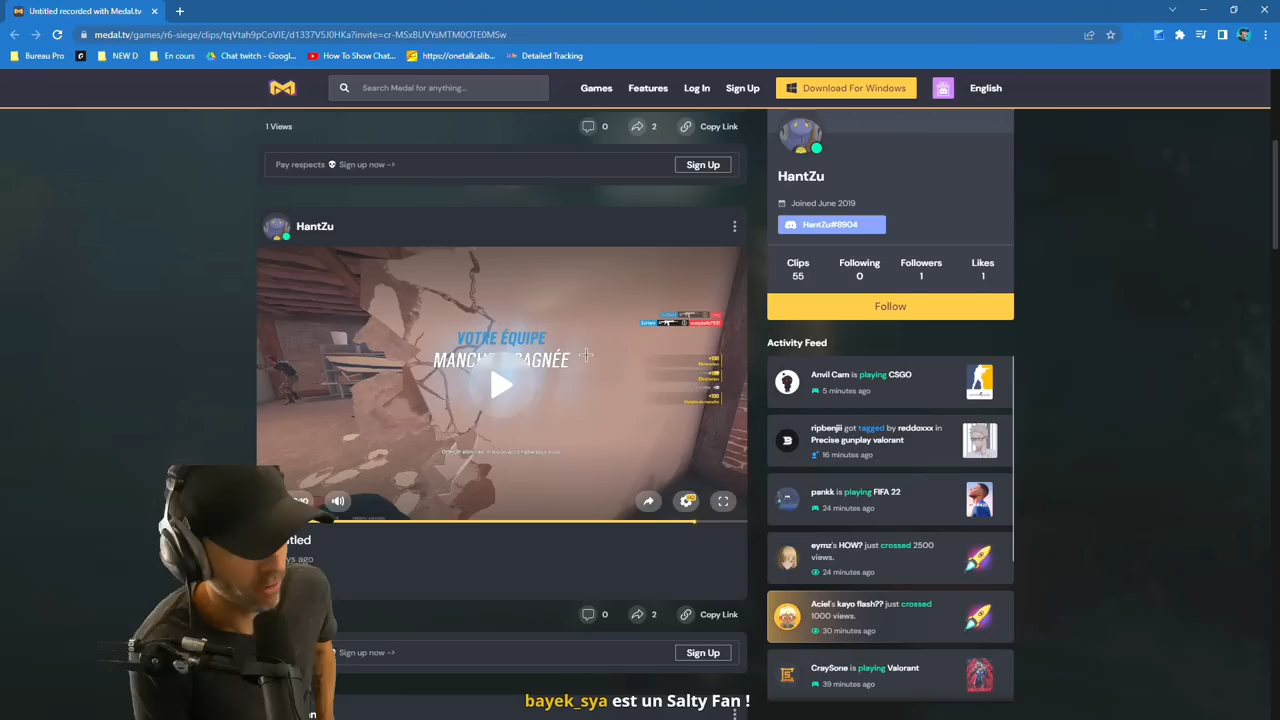 Untitled recorded with Medal.tv
medal.tv/games/r6-siege/clips/tqVtah9pCoVIE/d1337VSJ0HKa?invite=cr-MSxBUVYsMTM0OTE0MSw
Bureau Pro
NEW D
En cours
Chat twitch - Googl...
How To Show Chat...
https://onetalk.alib...
Detailed Tracking
Search Medal for anything...
Games
Features
Log In
Sign Up
Download For Windows
English
1 Views
0
2
Copy Link
Pay respects 💀 Sign up now ~>
Sign Up
HantZu
VOTRE ÉQUIPE
0
2
Copy Link
Sign up now ~>
Sign Up
HantZu
Joined June 2019
HantZu#8904
Clips
55
Following
0
Followers
1
Likes
1
Follow
Activity Feed
Anvil Cam is playing CSGO
5 minutes ago
ripbenjii got tagged by reddoxxx in
Precise gunplay valorant
16 minutes ago
pankk is playing FIFA 22
24 minutes ago
eymz's HOW? just crossed 2500
views.
24 minutes ago
Aciel's kayo flash?? just crossed
1000 views.
30 minutes ago
CraySone is playing Valorant
39 minutes ago
bayek_sya est un Salty Fan !